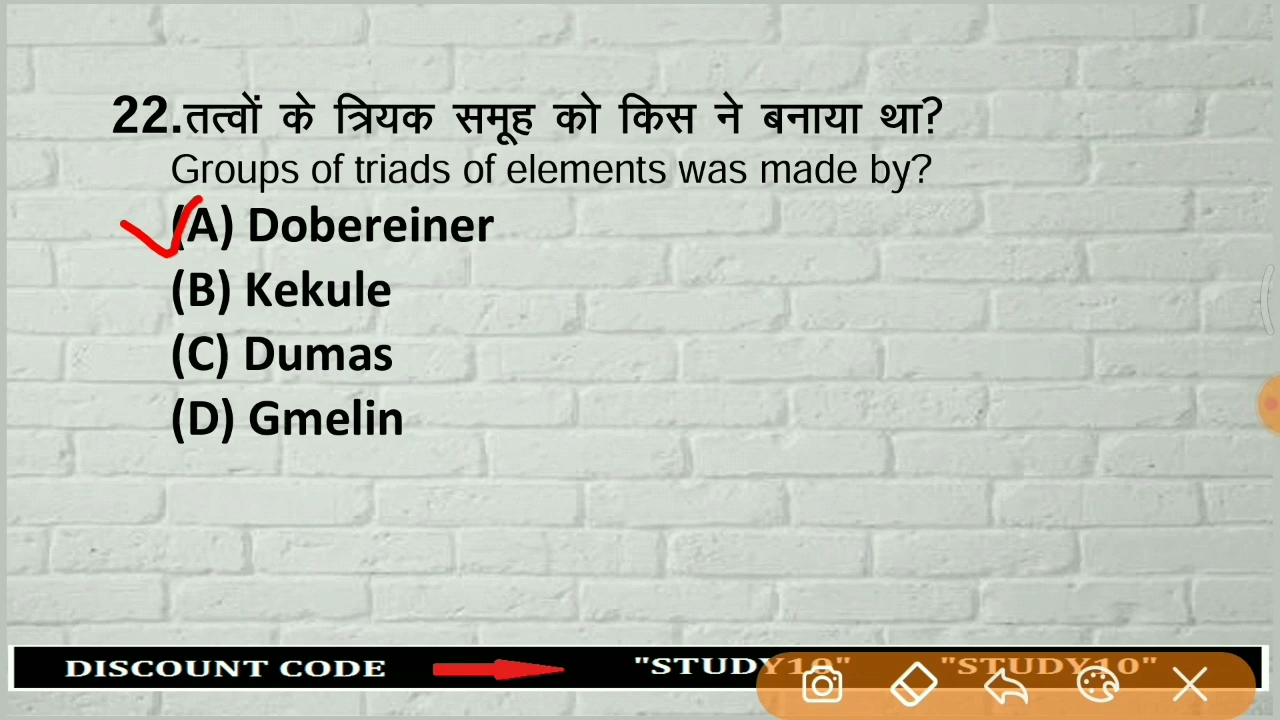 22.तत्वों के त्रियक समूह को किस ने बनाया था?
Groups of triads of elements was made by?
(A) Dobereiner
(B) Kekule
(C) Dumas
(D) Gmelin
DISCOUNT CODE "STUDY10" "STUDY10"